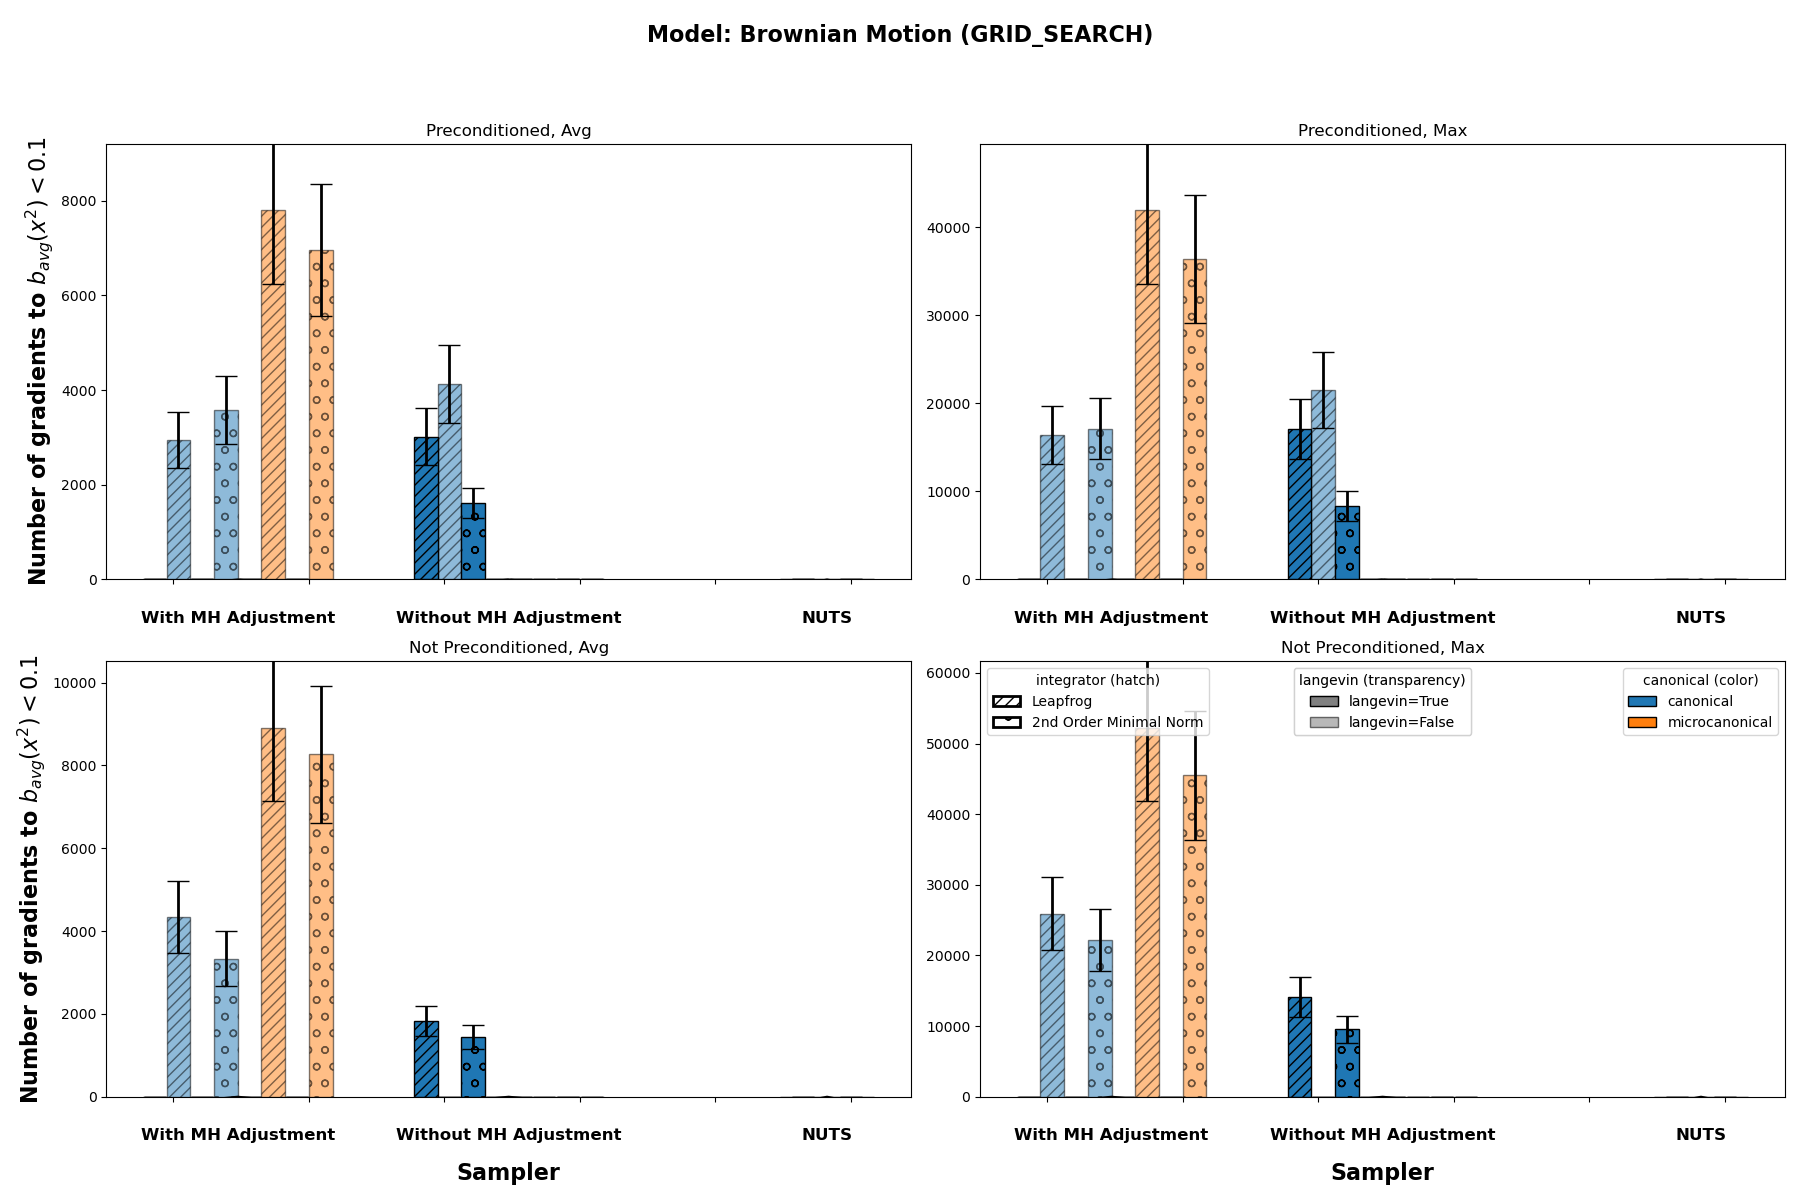 Model: Brownian Motion (GRID_SEARCH)
Preconditioned, Avg
Number of gradients to b_{avg}(x^2) < 0.1
8000
6000
4000
2000
0
With MH Adjustment
Without MH Adjustment
NUTS
Preconditioned, Max
40000
30000
20000
10000
0
With MH Adjustment
Without MH Adjustment
NUTS
Not Preconditioned, Avg
Number of gradients to b_{avg}(x^2) < 0.1
10000
8000
6000
4000
2000
0
With MH Adjustment
Without MH Adjustment
NUTS
Sampler
Not Preconditioned, Max
60000
50000
40000
30000
20000
10000
0
integrator (hatch)
Leapfrog
2nd Order Minimal Norm
langevin (transparency)
langevin=True
langevin=False
canonical (color)
canonical
microcanonical
With MH Adjustment
Without MH Adjustment
NUTS
Sampler